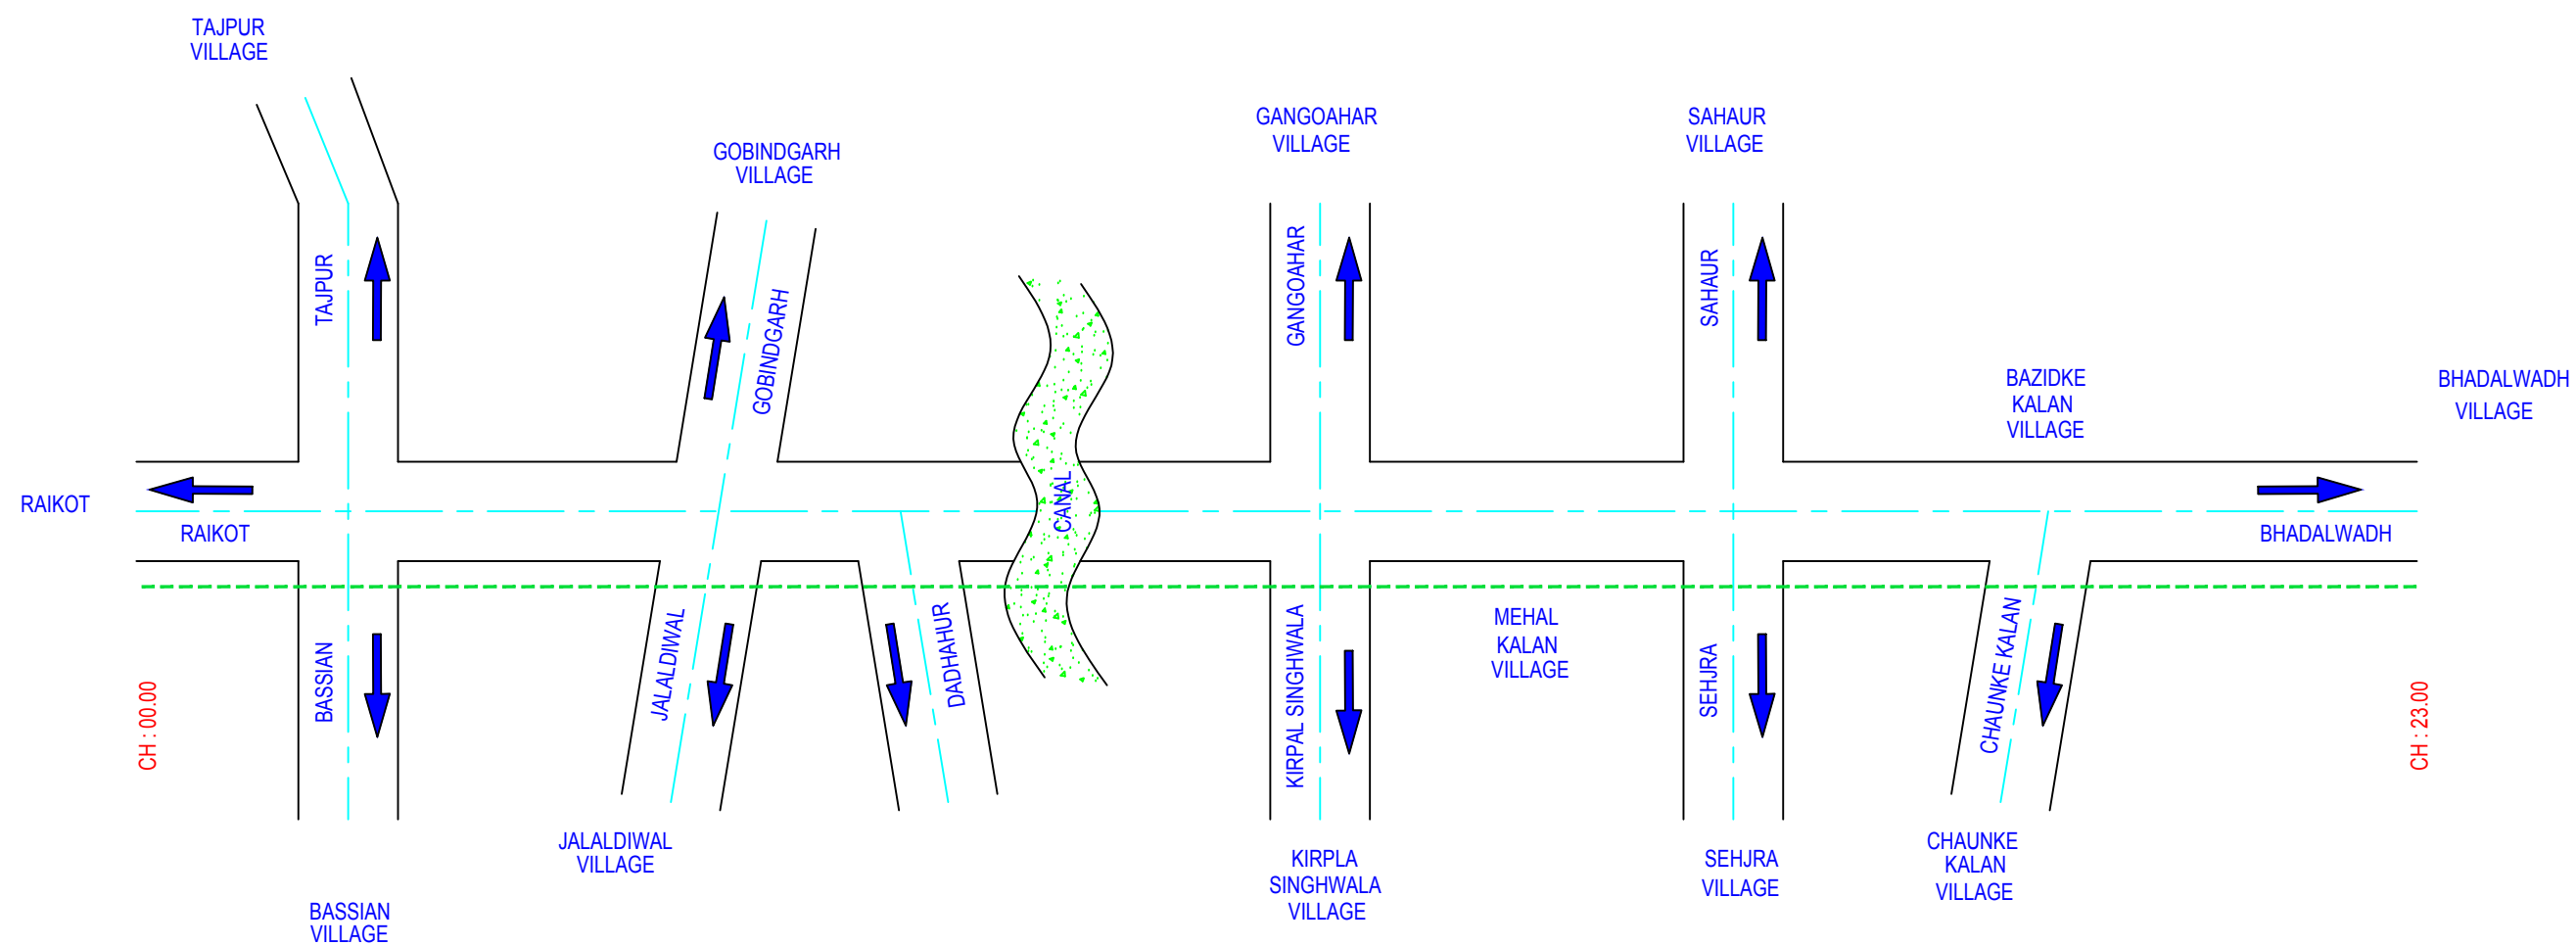 TAJPUR
VILLAGE
GOBINDGARH
VILLAGE
GANGOAHAR
VILLAGE
SAHAUR
VILLAGE
TAJPUR
GOBINDGARH
GANGOAHAR
SAHAUR
BAZIDKE
KALAN
VILLAGE
BHADALWADH
VILLAGE
RAIKOT
RAIKOT
CANAL
BHADALWADH
BASSIAN
JALALDIWAL
DADHAHUR
KIRPAL SINGHWALA
MEHAL
KALAN
VILLAGE
SEHJRA
CHAUNKE KALAN
CH : 00.00
CH : 23.00
JALALDIWAL
VILLAGE
KIRPLA
SINGHWALA
VILLAGE
SEHJRA
VILLAGE
CHAUNKE
KALAN
VILLAGE
BASSIAN
VILLAGE